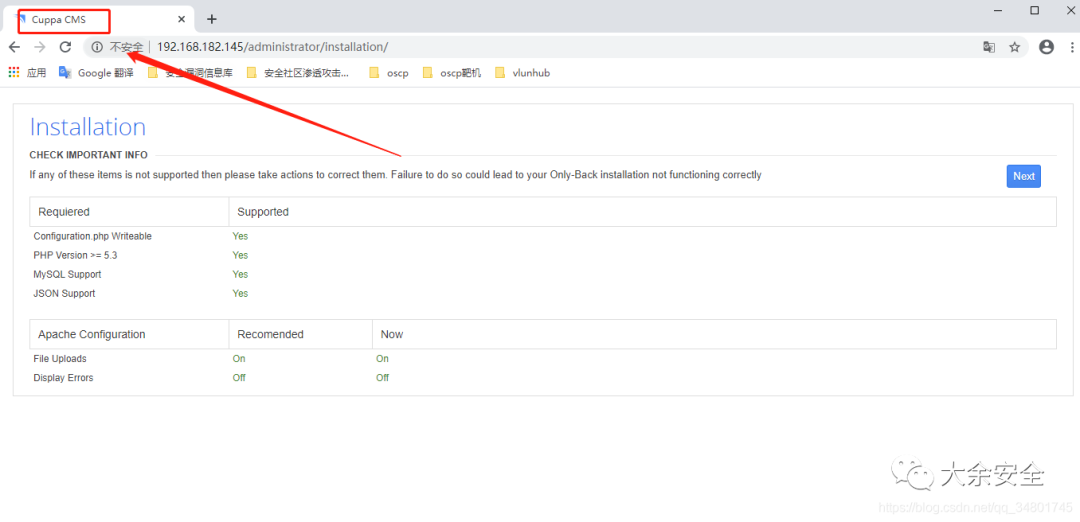 Cuppa CMS
不安全 192.168.182.145/administrator/installation/
应用 Google 翻译 安全漏洞信息库 安全社区渗透攻击... oscp oscp靶机 vlunhub
Installation
CHECK IMPORTANT INFO
If any of these items is not supported then please take actions to correct them. Failure to do so could lead to your Only-Back installation not functioning correctly
Next
Requiered Supported
Configuration.php Writeable Yes
PHP Version >= 5.3 Yes
MySQL Support Yes
JSON Support Yes
Apache Configuration Recomended Now
File Uploads On On
Display Errors Off Off
大余安全
https://blog.csdn.net/qq_34801745